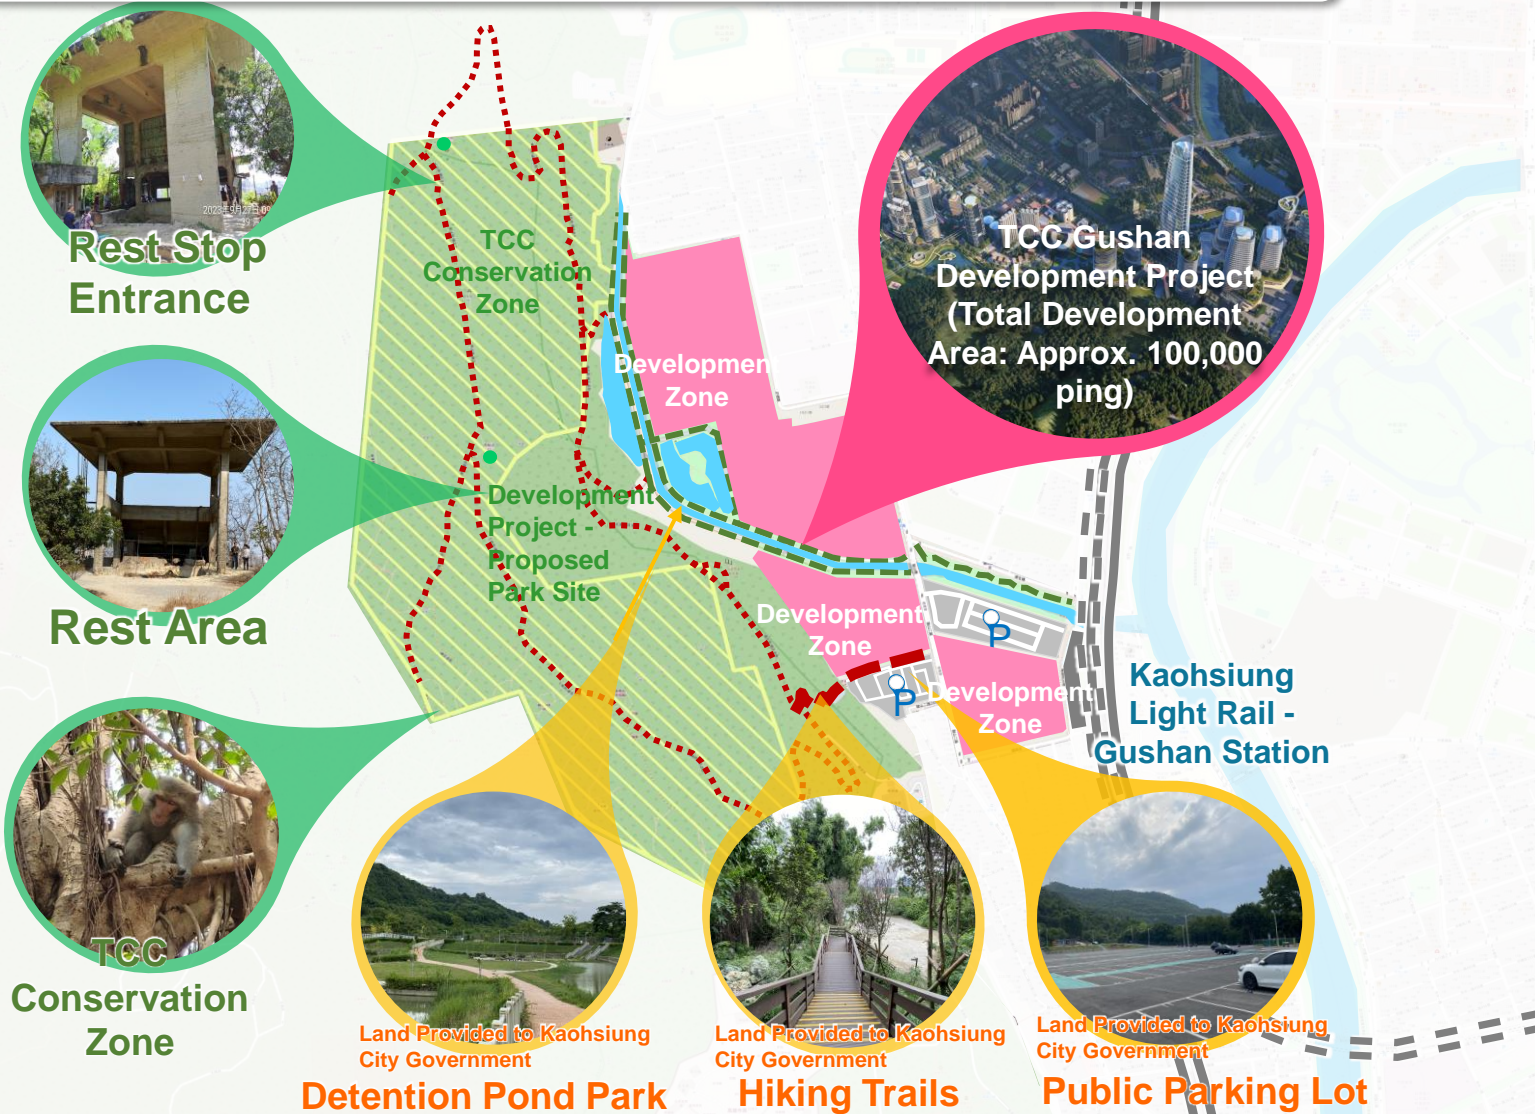 Rest Stop
Entrance
Rest Area
TCC
Conservation
Zone
TCC
Conservation
Zone
Development
Project -
Proposed
Park Site
Development
Zone
Development
Zone
Development
Zone
TCC Gushan
Development Project
(Total Development
Area: Approx. 100,000
ping)
P
P
Kaohsiung
Light Rail -
Gushan Station
Land Provided to Kaohsiung
City Government
Detention Pond Park
Land Provided to Kaohsiung
City Government
Hiking Trails
Land Provided to Kaohsiung
City Government
Public Parking Lot